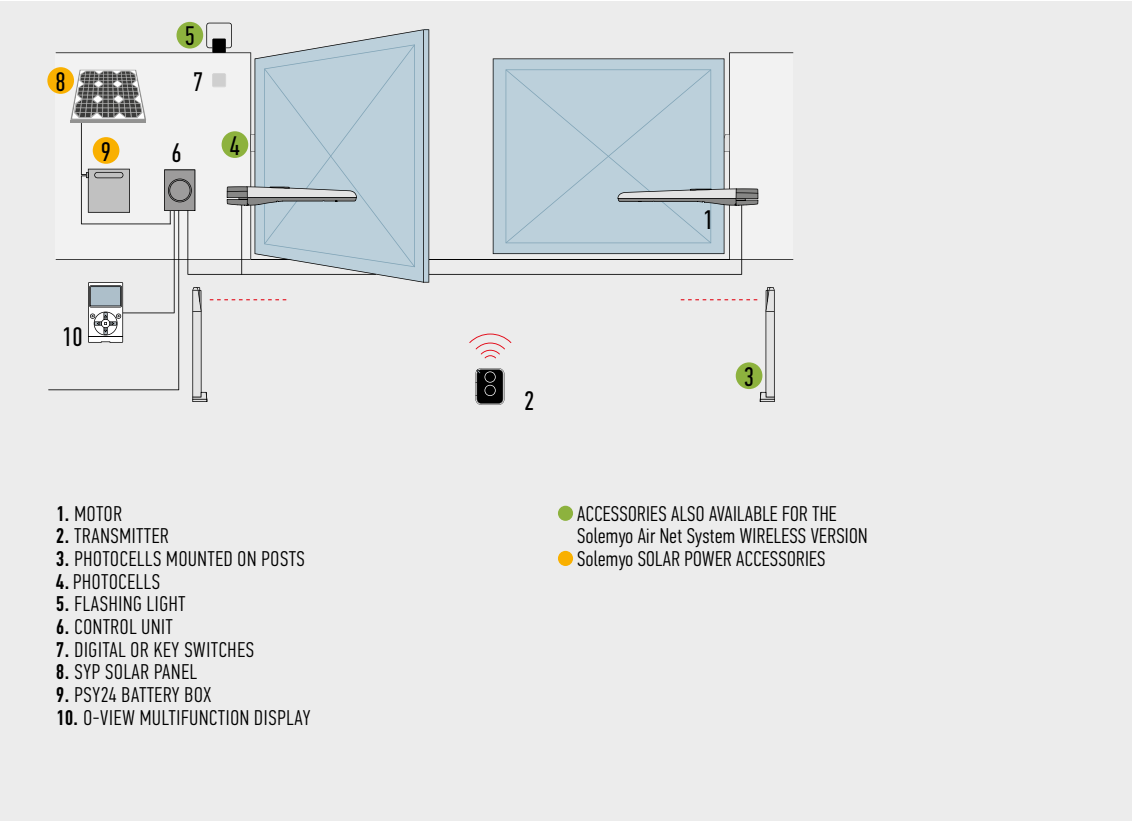 5
8
7
9
4
6
1
10
3
2
1. MOTOR
2. TRANSMITTER
3. PHOTOCELLS MOUNTED ON POSTS
4. PHOTOCELLS
5. FLASHING LIGHT
6. CONTROL UNIT
7. DIGITAL OR KEY SWITCHES
8. SYP SOLAR PANEL
9. PSY24 BATTERY BOX
10. O-VIEW MULTIFUNCTION DISPLAY
ACCESSORIES ALSO AVAILABLE FOR THE
Solemyo Air Net System WIRELESS VERSION
Solemyo SOLAR POWER ACCESSORIES